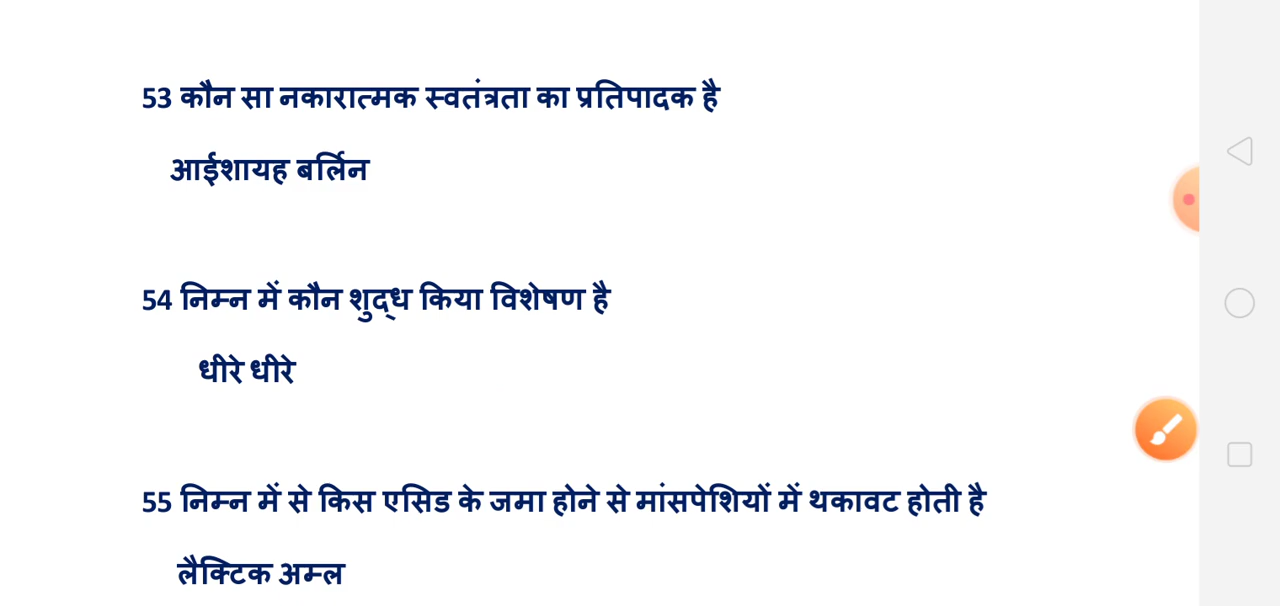 53 कौन सा नकारात्मक स्वतंत्रता का प्रतिपादक है
आईशायह बर्लिन
54 निम्न में कौन शुद्ध किया विशेषण है
धीरे धीरे
55 निम्न में से किस एसिड के जमा होने से मांसपेशियों में थकावट होती है
लैक्टिक अम्ल